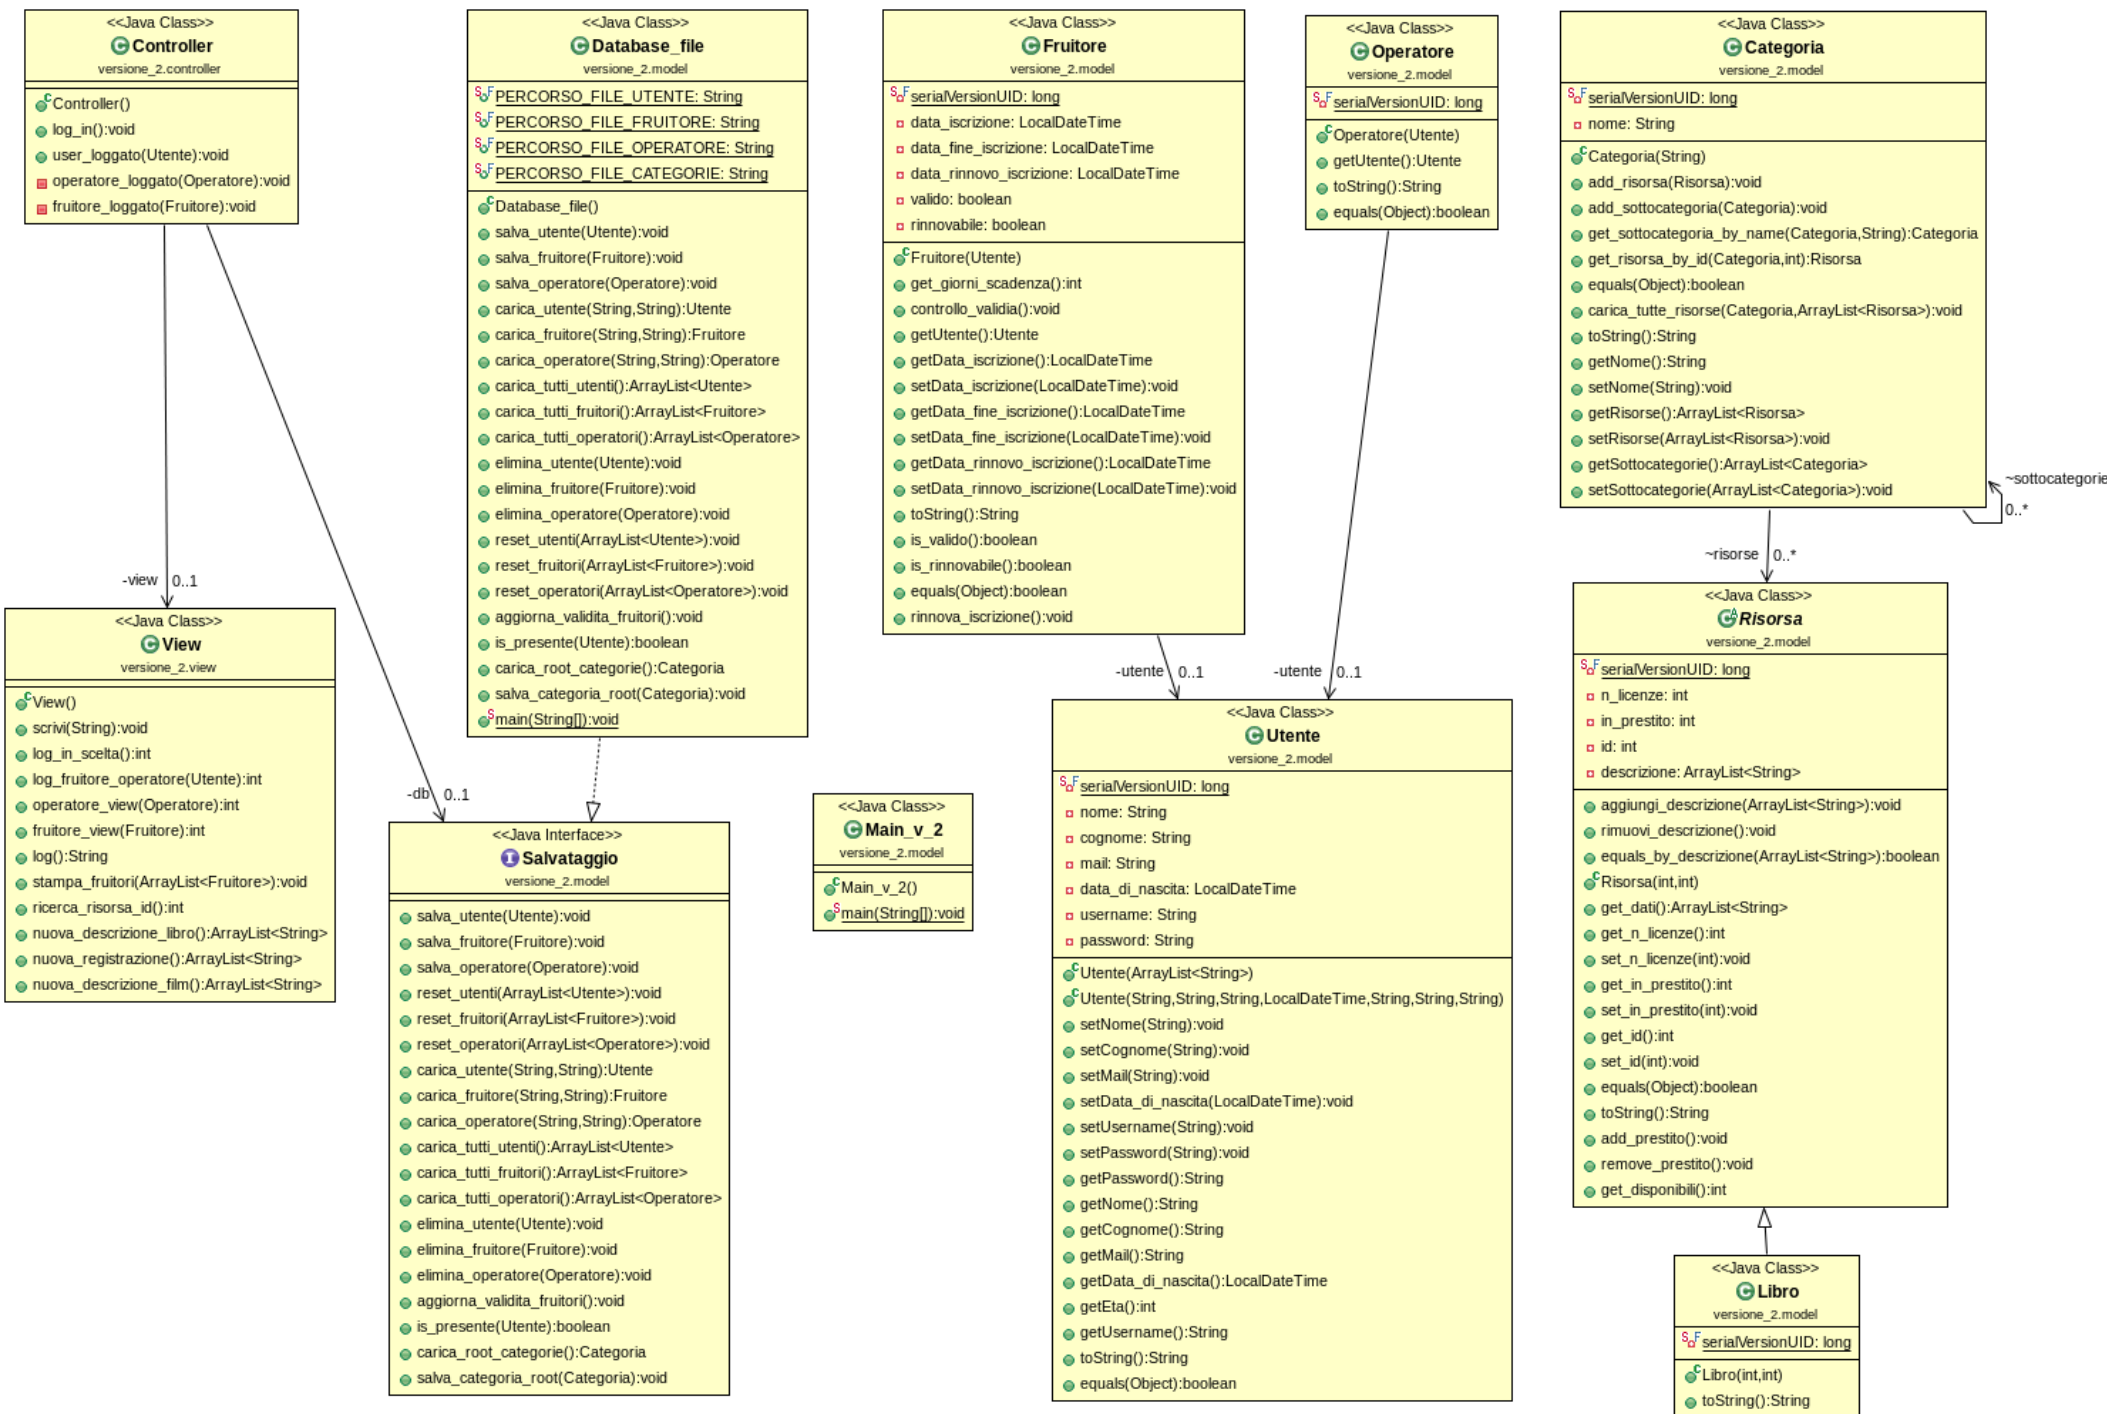 <<Java Class>>
Controller
versione_2.controller
Controller()
log_in():void
user_loggato(Utente):void
operatore_loggato(Operatore):void
fruitore_loggato(Fruitore):void
-view 0..1
<<Java Class>>
View
versione_2.view
View()
scrivi(String):void
log_in_scelta():int
log_fruitore_operatore(Utente):int
operatore_view(Operatore):int
fruitore_view(Fruitore):int
log():String
stampa_fruitori(ArrayList<Fruitore>):void
ricerca_risorsa_id():int
nuova_descrizione_libro():ArrayList<String>
nuova_registrazione():ArrayList<String>
nuova_descrizione_film():ArrayList<String>
<<Java Class>>
Database_file
versione_2.model
PERCORSO_FILE_UTENTE: String
PERCORSO_FILE_FRUITORE: String
PERCORSO_FILE_OPERATORE: String
PERCORSO_FILE_CATEGORIE: String
Database_file()
salva_utente(Utente):void
salva_fruitore(Fruitore):void
salva_operatore(Operatore):void
carica_utente(String,String):Utente
carica_fruitore(String,String):Fruitore
carica_operatore(String,String):Operatore
carica_tutti_utenti():ArrayList<Utente>
carica_tutti_fruitori():ArrayList<Fruitore>
carica_tutti_operatori():ArrayList<Operatore>
elimina_utente(Utente):void
elimina_fruitore(Fruitore):void
elimina_operatore(Operatore):void
reset_utenti(ArrayList<Utente>):void
reset_fruitori(ArrayList<Fruitore>):void
reset_operatori(ArrayList<Operatore>):void
aggiorna_validita_fruitori():void
is_presente(Utente):boolean
carica_root_categorie():Categoria
salva_categoria_root(Categoria):void
main(String[]):void
-db 0..1
<<Java Interface>>
Salvataggio
versione_2.model
salva_utente(Utente):void
salva_fruitore(Fruitore):void
salva_operatore(Operatore):void
reset_utenti(ArrayList<Utente>):void
reset_fruitori(ArrayList<Fruitore>):void
reset_operatori(ArrayList<Operatore>):void
carica_utente(String,String):Utente
carica_fruitore(String,String):Fruitore
carica_operatore(String,String):Operatore
carica_tutti_utenti():ArrayList<Utente>
carica_tutti_fruitori():ArrayList<Fruitore>
carica_tutti_operatori():ArrayList<Operatore>
elimina_utente(Utente):void
elimina_fruitore(Fruitore):void
elimina_operatore(Operatore):void
aggiorna_validita_fruitori():void
is_presente(Utente):boolean
carica_root_categorie():Categoria
salva_categoria_root(Categoria):void
<<Java Class>>
Main_v_2
versione_2.model
Main_v_2()
main(String[]):void
<<Java Class>>
Fruitore
versione_2.model
serialVersionUID: long
data_iscrizione: LocalDateTime
data_fine_iscrizione: LocalDateTime
data_rinnovo_iscrizione: LocalDateTime
valido: boolean
rinnovabile: boolean
Fruitore(Utente)
get_giorni_scadenza():int
controllo_validia():void
getUtente():Utente
getData_iscrizione():LocalDateTime
setData_iscrizione(LocalDateTime):void
getData_fine_iscrizione():LocalDateTime
setData_fine_iscrizione(LocalDateTime):void
getData_rinnovo_iscrizione():LocalDateTime
setData_rinnovo_iscrizione(LocalDateTime):void
toString():String
is_valido():boolean
is_rinnovabile():boolean
equals(Object):boolean
rinnova_iscrizione():void
-utente 0..1
<<Java Class>>
Operatore
versione_2.model
serialVersionUID: long
Operatore(Utente)
getUtente():Utente
toString():String
equals(Object):boolean
-utente 0..1
<<Java Class>>
Utente
versione_2.model
serialVersionUID: long
nome: String
cognome: String
mail: String
data_di_nascita: LocalDateTime
username: String
password: String
Utente(ArrayList<String>)
Utente(String,String,String,LocalDateTime,String,String,String)
setNome(String):void
setCognome(String):void
setMail(String):void
setData_di_nascita(LocalDateTime):void
setUsername(String):void
setPassword(String):void
getPassword():String
getNome():String
getCognome():String
getMail():String
getData_di_nascita():LocalDateTime
getEta():int
getUsername():String
toString():String
equals(Object):boolean
<<Java Class>>
Categoria
versione_2.model
serialVersionUID: long
nome: String
Categoria(String)
add_risorsa(Risorsa):void
add_sottocategoria(Categoria):void
get_sottocategoria_by_name(Categoria,String):Categoria
get_risorsa_by_id(Categoria,int):Risorsa
equals(Object):boolean
carica_tutte_risorse(Categoria,ArrayList<Risorsa>):void
toString():String
getNome():String
setNome(String):void
getRisorse():ArrayList<Risorsa>
setRisorse(ArrayList<Risorsa>):void
getSottocategorie():ArrayList<Categoria>
setSottocategorie(ArrayList<Categoria>):void
~sottocategorie
0..*
~risorse 0..*
<<Java Class>>
Risorsa
versione_2.model
serialVersionUID: long
n_licenze: int
in_prestito: int
id: int
descrizione: ArrayList<String>
aggiungi_descrizione(ArrayList<String>):void
rimuovi_descrizione():void
equals_by_descrizione(ArrayList<String>):boolean
Risorsa(int,int)
get_dati():ArrayList<String>
get_n_licenze():int
set_n_licenze(int):void
get_in_prestito():int
set_in_prestito(int):void
get_id():int
set_id(int):void
equals(Object):boolean
toString():String
add_prestito():void
remove_prestito():void
get_disponibili():int
<<Java Class>>
Libro
versione_2.model
serialVersionUID: long
Libro(int,int)
toString():String